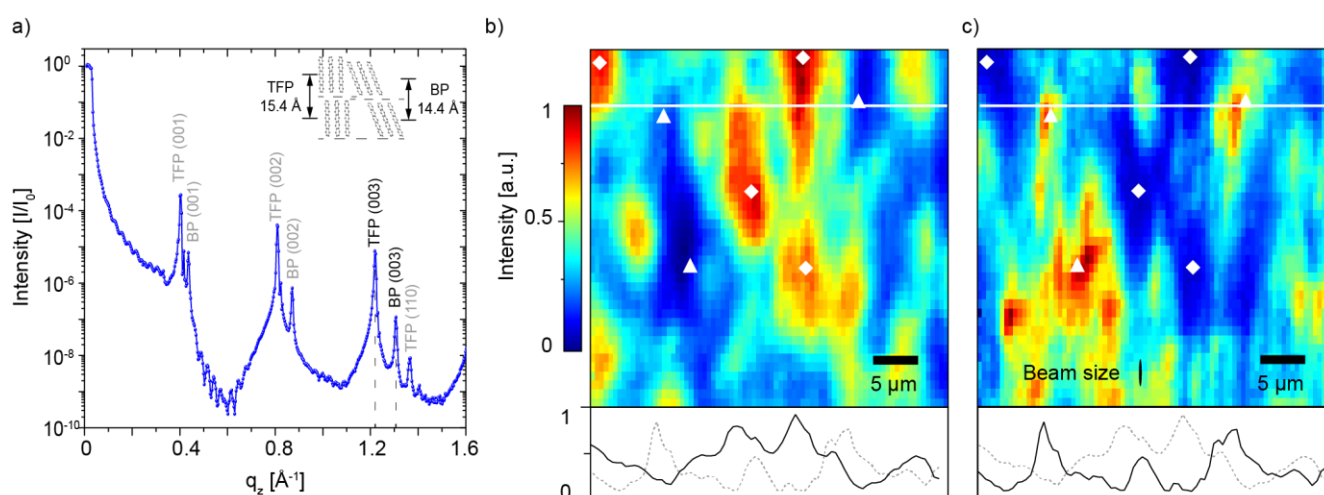 a)
Intensity [I/I0]
10^0
10^-2
10^-4
10^-6
10^-8
10^-10
0
0.4
0.8
1.2
1.6
qz [Å-1]
TFP (001)
BP (001)
TFP (002)
BP (002)
TFP (003)
BP (003)
TFP (110)
TFP
15.4 Å
BP
14.4 Å
b)
Intensity [a.u.]
1
0.5
0
5 µm
1
0
c)
Beam size
5 µm